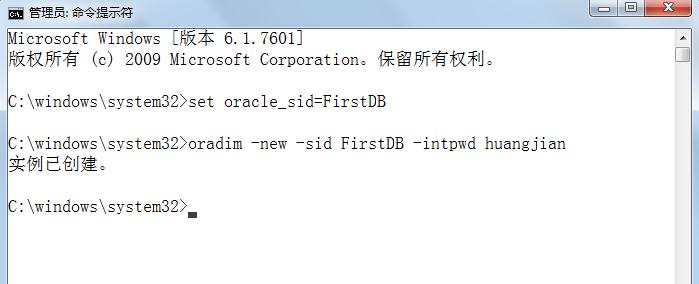 管理员: 命令提示符
Microsoft Windows [版本 6.1.7601]
版权所有 (c) 2009 Microsoft Corporation。保留所有权利。
C:\windows\system32>set oracle_sid=FirstDB
C:\windows\system32>oradim -new -sid FirstDB -intpwd huangjian
实例已创建。
C:\windows\system32>